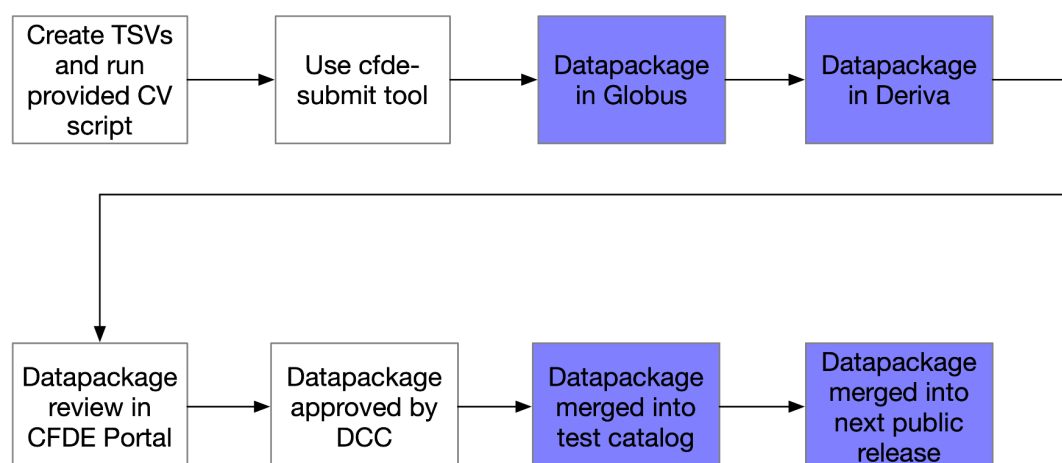 Create TSVs
and run
provided CV
script
Use cfde-
submit tool
Datapackage
in Globus
Datapackage
in Deriva
Datapackage
review in
CFDE Portal
Datapackage
approved by
DCC
Datapackage
merged into
test catalog
Datapackage
merged into
next public
release